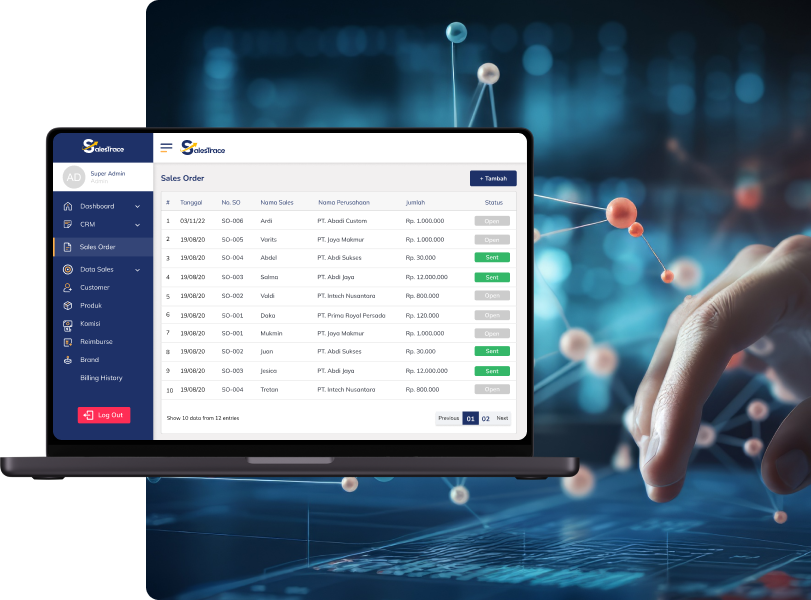 SalesTrace
SalesTrace
AD
Super Admin
Admin
Sales Order
+ Tambah
Dashboard
CRM
Sales Order
Data Sales
Customer
Produk
Komisi
Reimburse
Brand
Billing History
Log Out
# Tanggal No. SO Nama Sales Nama Perusahaan Jumlah Status
1 03/11/22 SO-006 Ardi PT. Abadi Custom Rp. 1.000.000 Open
2 19/08/20 SO-005 Varits PT. Jaya Makmur Rp. 1.000.000 Open
3 19/08/20 SO-004 Abdel PT. Abdi Sukses Rp. 30.000 Sent
4 19/08/20 SO-003 Salma PT. Abdi Jaya Rp. 12.000.000 Sent
5 19/08/20 SO-002 Valdi PT. Intech Nusantara Rp. 800.000 Open
6 19/08/20 SO-001 Daka PT. Prima Royal Persada Rp. 120.000 Open
7 19/08/20 SO-001 Mukmin PT. Jaya Makmur Rp. 1.000.000 Open
8 19/08/20 SO-002 Juan PT. Abdi Sukses Rp. 30.000 Sent
9 19/08/20 SO-003 Jesica PT. Abdi Jaya Rp. 12.000.000 Sent
10 19/08/20 SO-004 Tretan PT. Intech Nusantara Rp. 800.000 Open
Show 10 data from 12 entries
Previous 01 02 Next